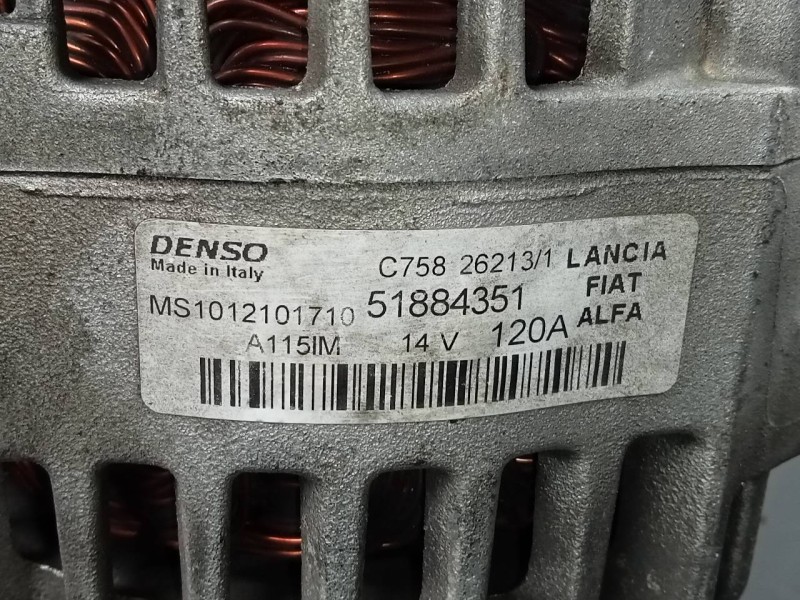 DENSO C758 26213/1 LANCIA
Made in Italy FIAT
MS1012101710 51884351 ALFA
A115IM 14 V 120A